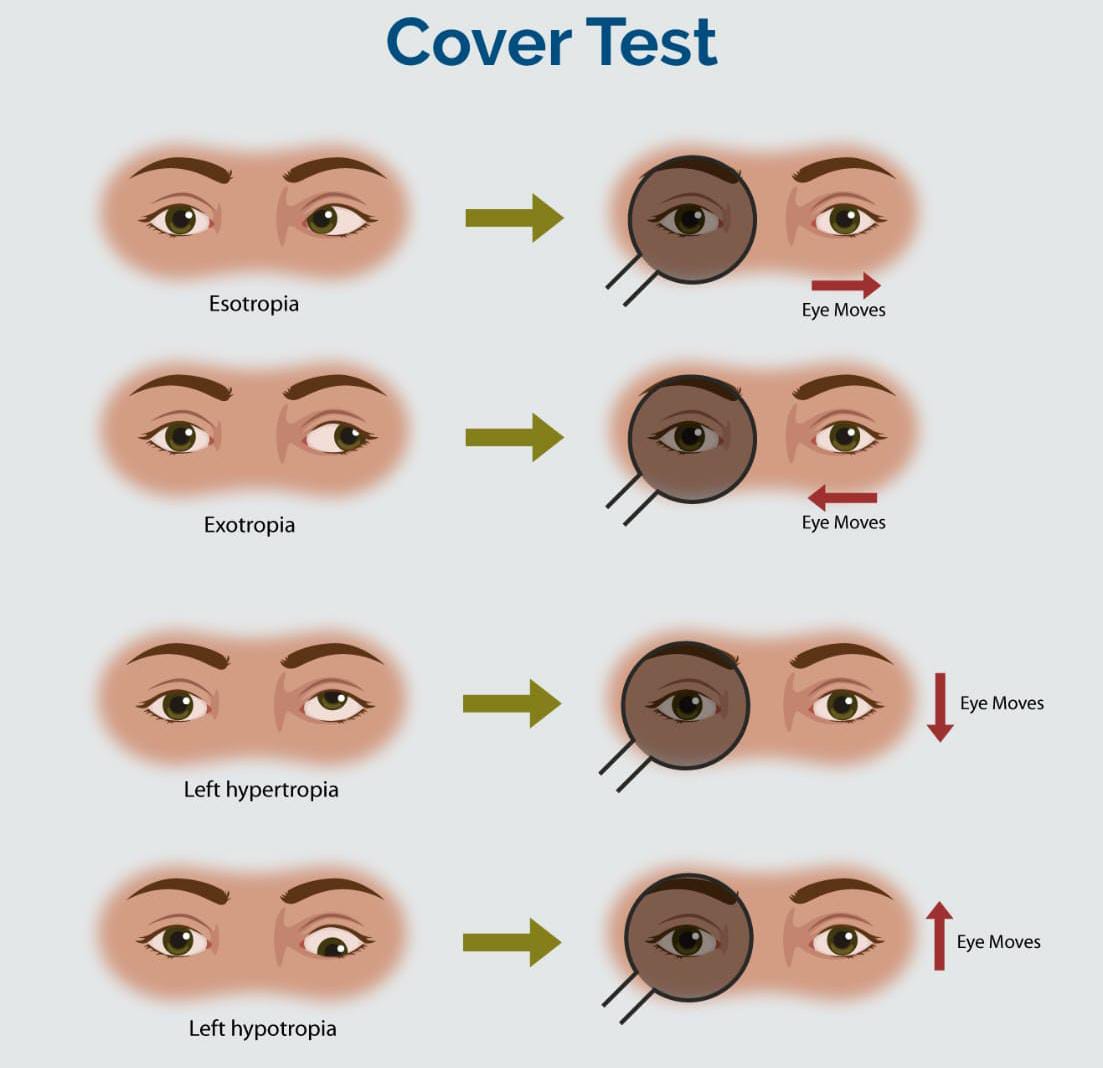 Cover Test
Esotropia
Eye Moves
Exotropia
Eye Moves
Left hypertropia
Eye Moves
Left hypotropia
Eye Moves